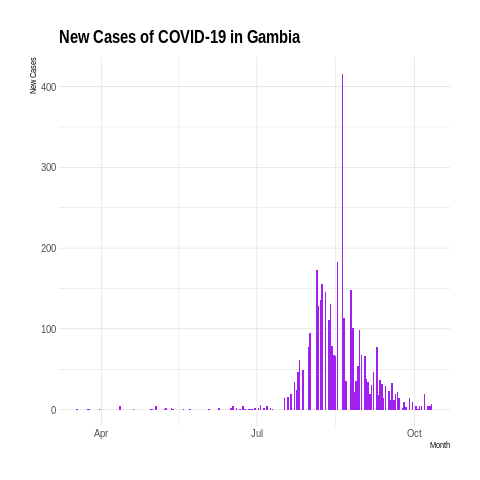 New Cases of COVID-19 in Gambia
New Cases
400
300
200
100
0
Apr
Jul
Oct
Month